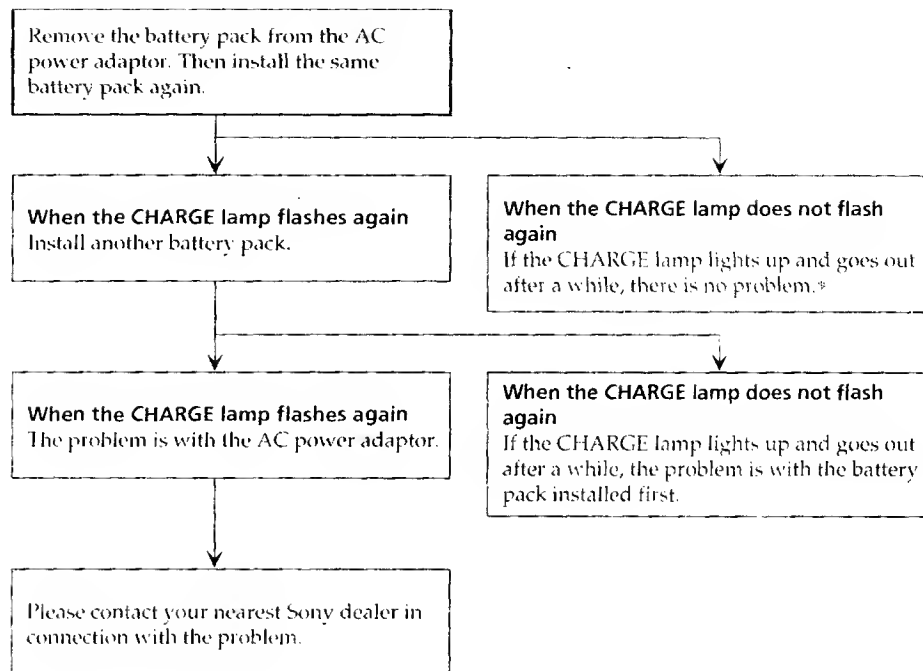 Remove the battery pack from the AC
power adaptor. Then install the same
battery pack again.
When the CHARGE lamp flashes again
Install another battery pack.
When the CHARGE lamp does not flash
again
If the CHARGE lamp lights up and goes out
after a while, there is no problem.*
When the CHARGE lamp flashes again
The problem is with the AC power adaptor.
When the CHARGE lamp does not flash
again
If the CHARGE lamp lights up and goes out
after a while, the problem is with the battery
pack installed first.
Please contact your nearest Sony dealer in
connection with the problem.